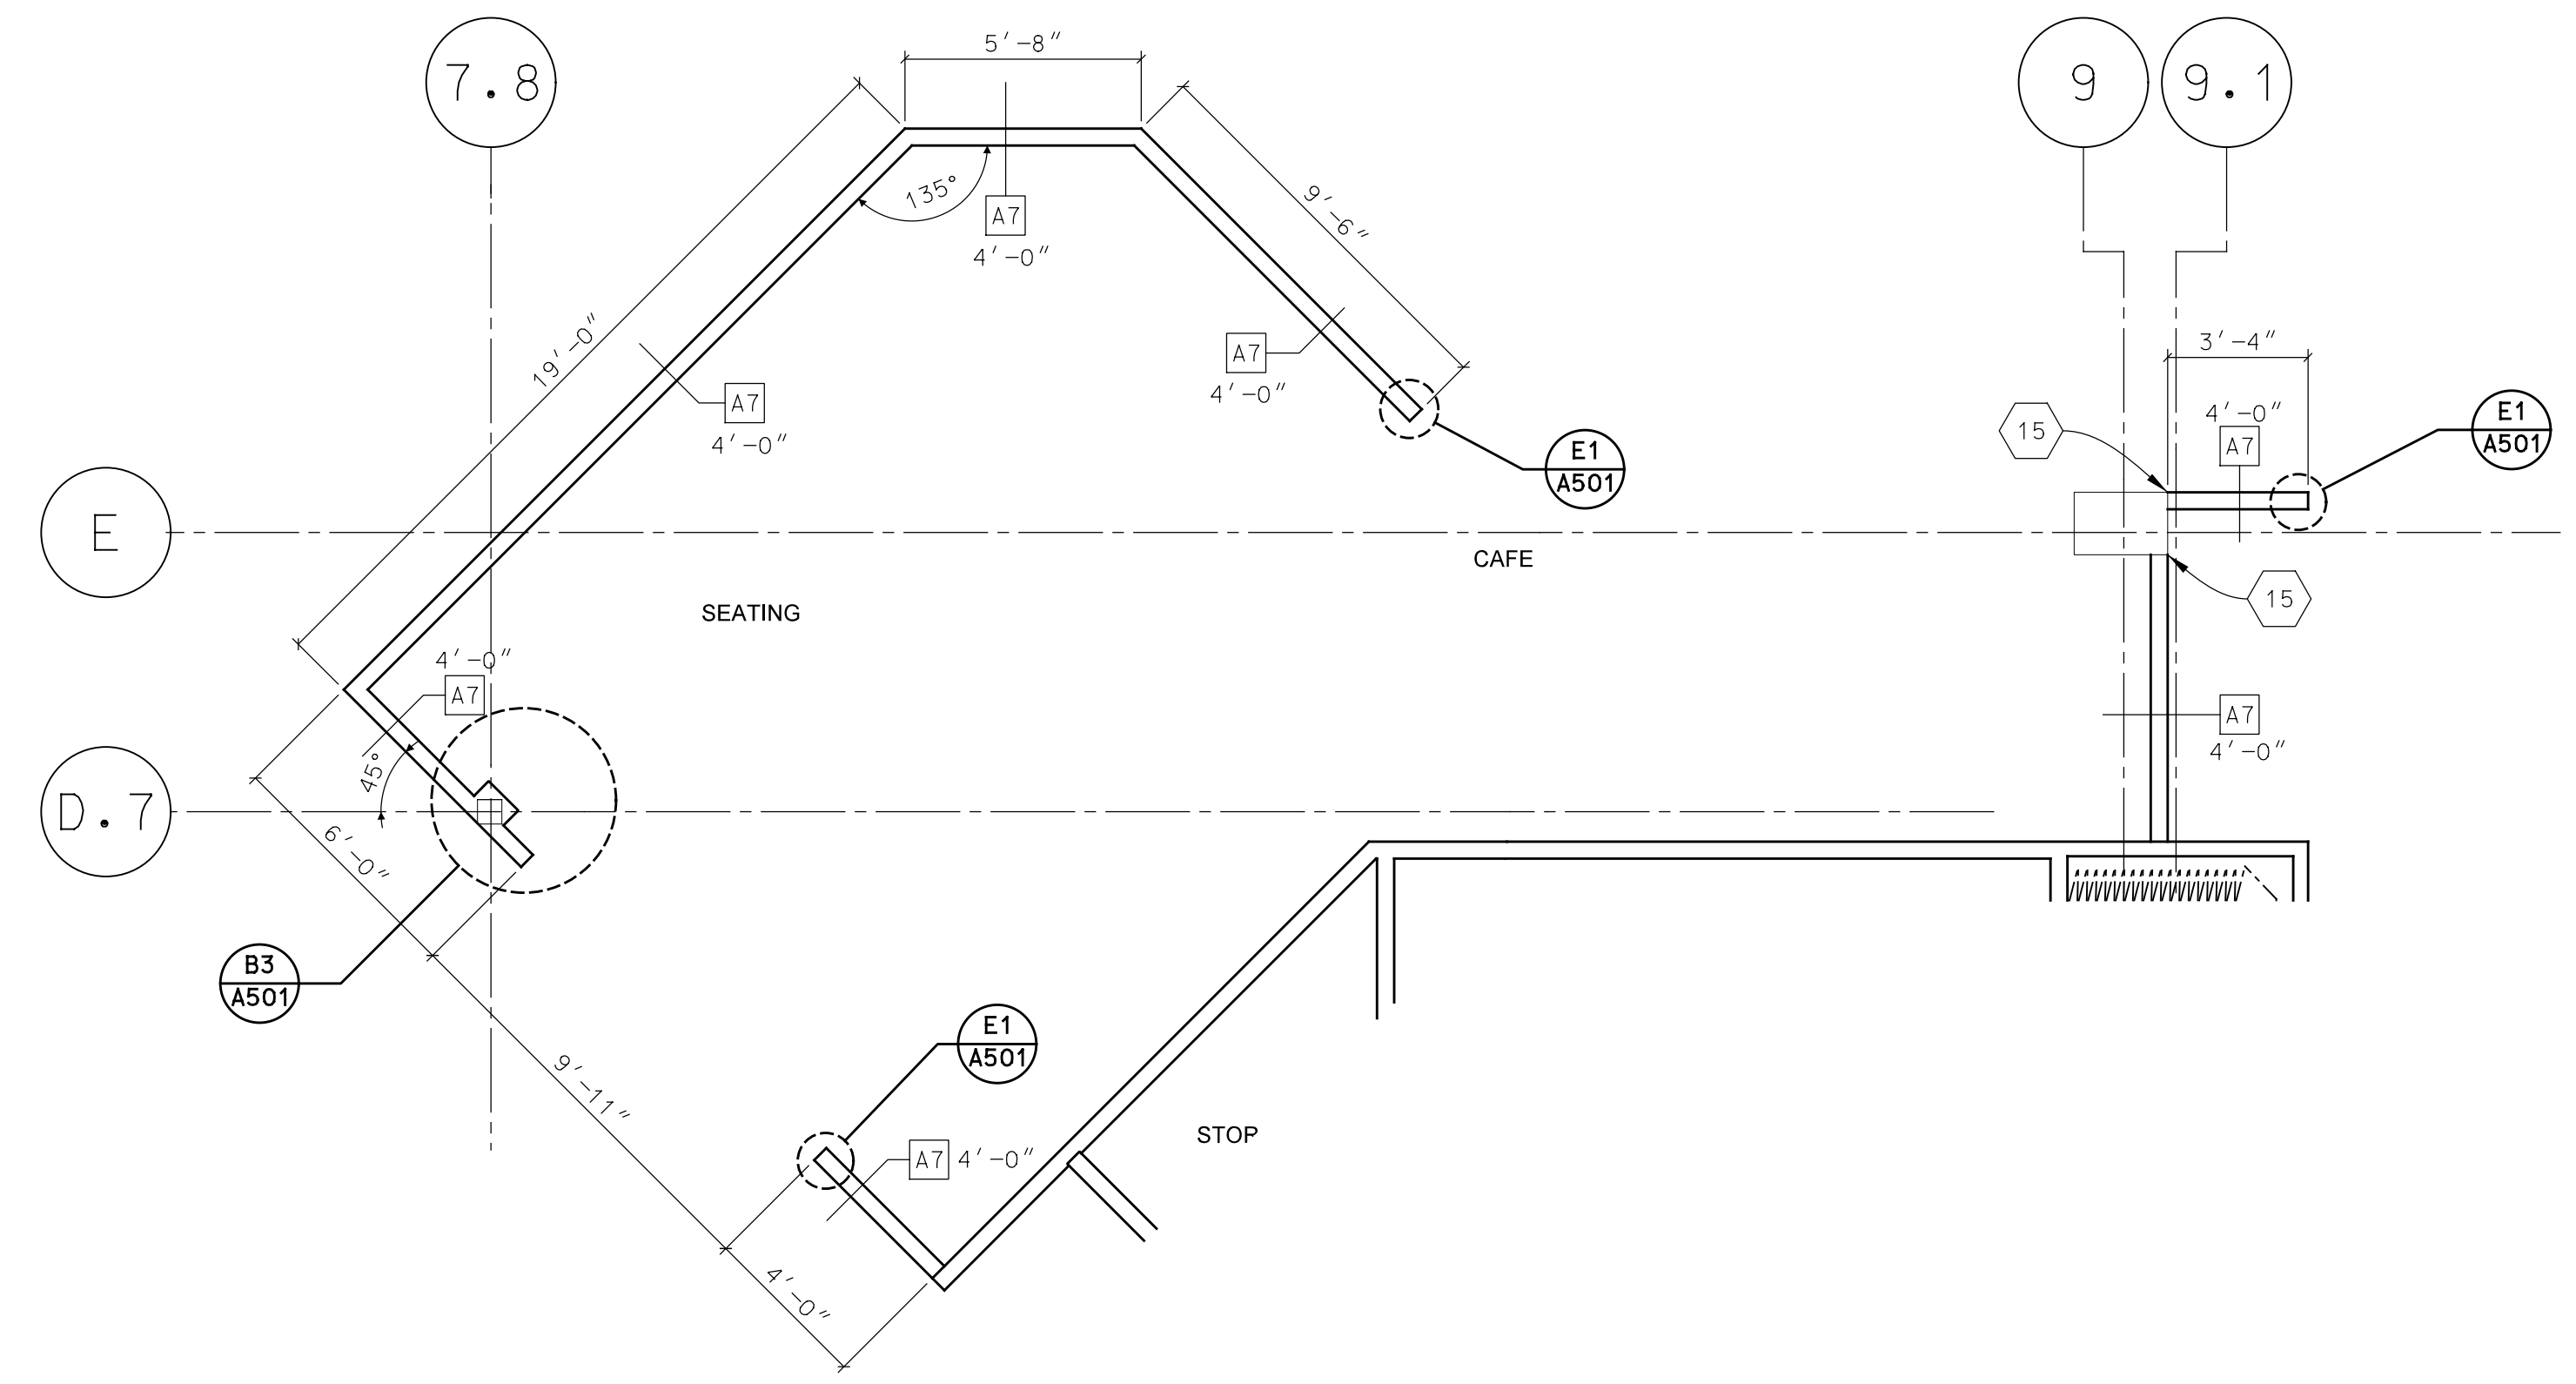 5'-8"
7.8
9
9.1
135°
A7
4'-0"
9'-6"
19'-0"
A7
4'-0"
A7
4'-0"
3'-4"
4'-0"
A7
E1
A501
15
E1
A501
E
CAFE
15
SEATING
4'-0"
A7
A7
4'-0"
45°
D.7
6'-0"
B3
A501
E1
A501
9'-11"
STOP
A7 4'-0"
4'-0"